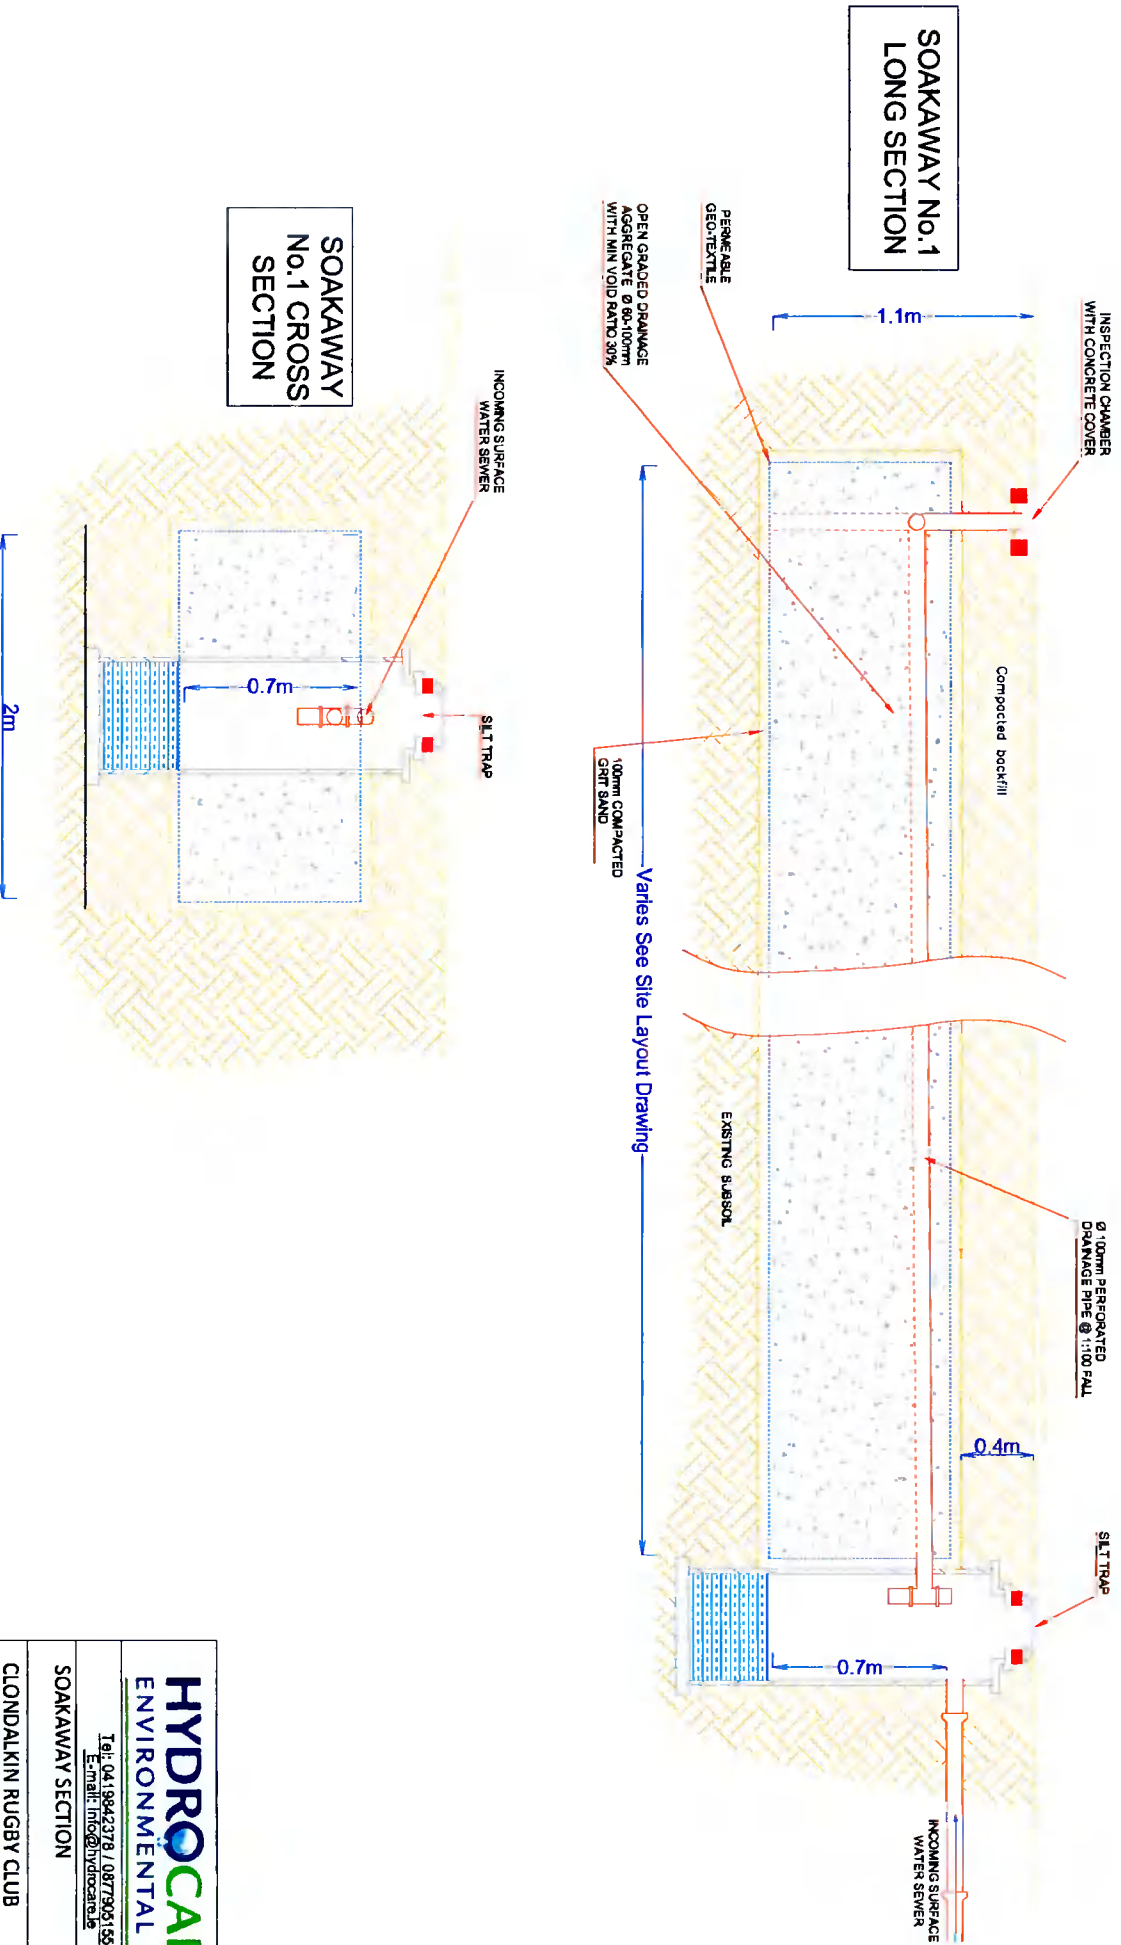 SOAKAWAY No.1
LONG SECTION
INSPECTION CHAMBER
WITH CONCRETE COVER
1.1m
PERMEABLE
GEO-TEXTILE
OPEN GRADED DRAINAGE
AGGREGATE Ø 60-100mm
WITH MIN VOID RATIO 30%
Compacted backfill
100mm COMPACTED
GRIT SAND
Varies See Site Layout Drawing
EXISTING SUBSOIL
Ø 100mm PERFORATED
DRAINAGE PIPE @ 1:100 FALL
0.4m
SILT TRAP
0.7m
INCOMING SURFACE
WATER SEWER
SOAKAWAY
No.1 CROSS
SECTION
INCOMING SURFACE
WATER SEWER
SILT TRAP
0.7m
2m
HYDROCA
ENVIRONMENTAL
Tel: 0419842378 / 0877905155
E-mail: info@hydrocare.ie
SOAKAWAY SECTION
CLONDALKIN RUGBY CLUB